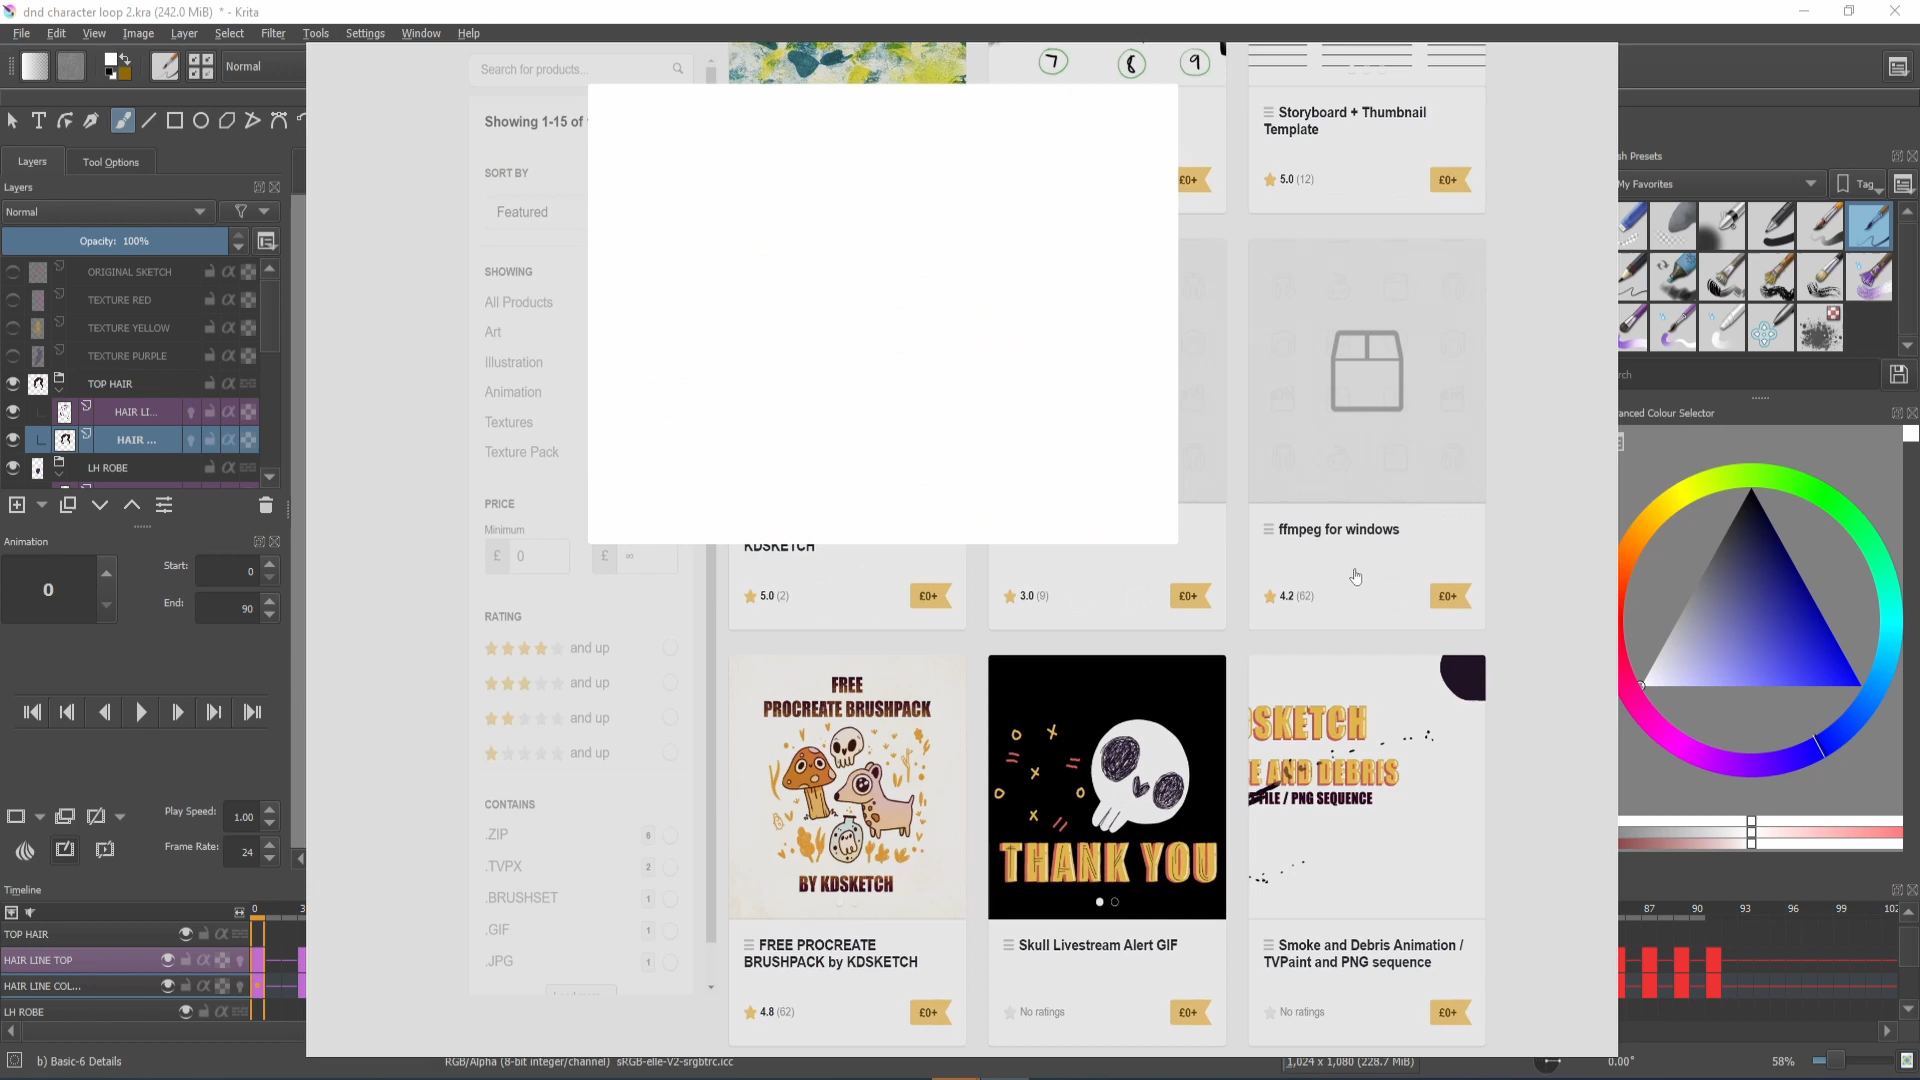 dnd character loop 2.kra (242.0 MiB) * - Krita
File Edit View Image Layer Select Filter Tools Settings Window Help
Normal
Layers Tool Options
Layers
Normal
Opacity: 100%
ORIGINAL SKETCH
TEXTURE RED
TEXTURE YELLOW
TEXTURE PURPLE
TOP HAIR
HAIR LI...
HAIR ...
LH ROBE
Animation
0
Start: 0
End: 90
Play Speed: 1.00
Frame Rate: 24
Timeline
0 3
TOP HAIR
HAIR LINE TOP
HAIR LINE COL...
LH ROBE
b) Basic-6 Details
RGB/Alpha (8-bit integer/channel) sRGB-elle-V2-srgbtrc.icc
1,024 x 1,080 (228.7 MiB)
0.00°
58%
Search for products...
Showing 1-15 of
SORT BY
Featured
SHOWING
All Products
Art
Illustration
Animation
Textures
Texture Pack
PRICE
Minimum
£ 0
£ ∞
RATING
and up
and up
and up
and up
CONTAINS
.ZIP 6
.TVPX 2
.BRUSHSET 1
.GIF 1
.JPG 1
7 8 9
£0+
Storyboard + Thumbnail
Template
5.0 (12) £0+
KDSKETCH
5.0 (2) £0+
3.0 (9) £0+
ffmpeg for windows
4.2 (62) £0+
FREE
PROCREATE BRUSHPACK
BY KDSKETCH
FREE PROCREATE
BRUSHPACK by KDSKETCH
4.8 (62) £0+
THANK YOU
Skull Livestream Alert GIF
No ratings £0+
SKETCH
E AND DEBRIS
FILE / PNG SEQUENCE
Smoke and Debris Animation /
TVPaint and PNG sequence
No ratings £0+
sh Presets
My Favorites
Tag
rch
anced Colour Selector
87 90 93 96 99 102